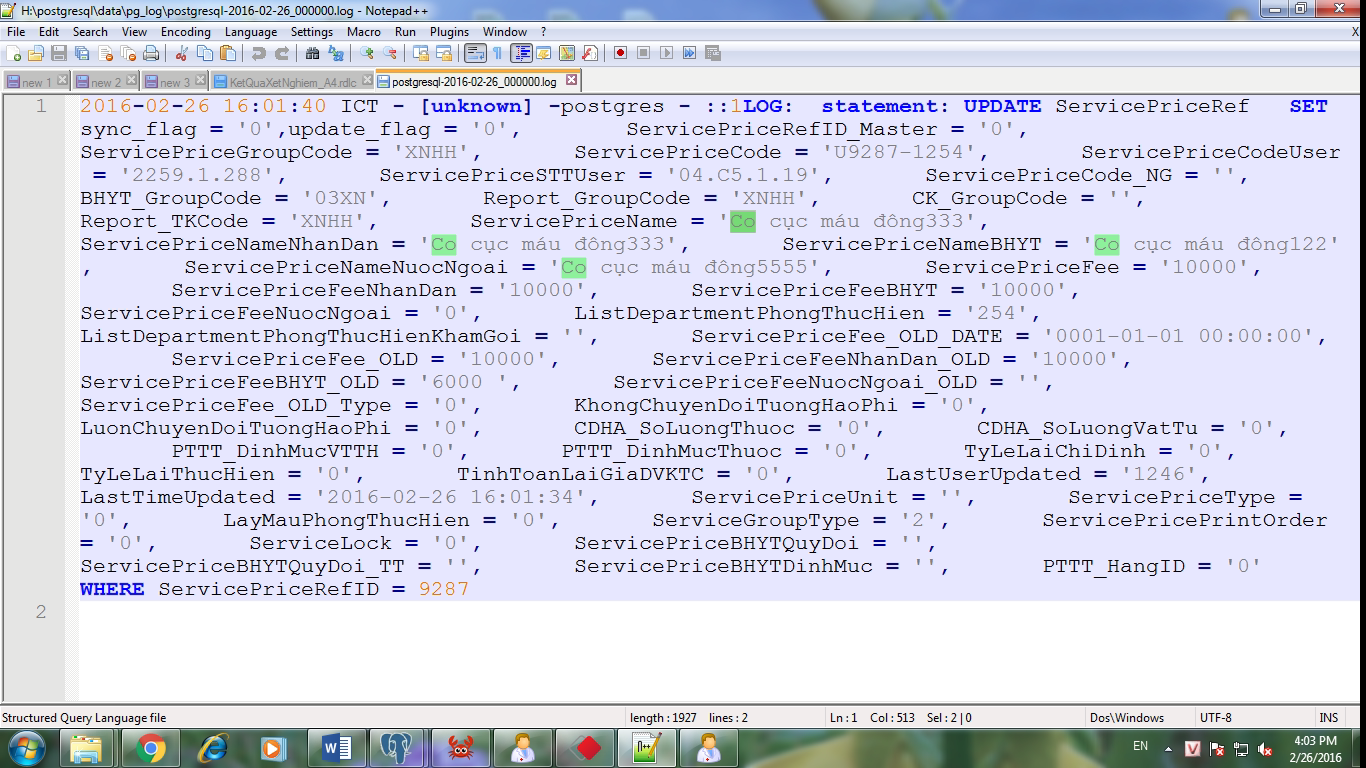 H:\postgresql\data\pg_log\postgresql-2016-02-26_000000.log - Notepad++
File Edit Search View Encoding Language Settings Macro Run Plugins Window ? X
new 1 new 2 new 3 KetQuaXetNghiem_A4.rdlc postgresql-2016-02-26_000000.log
1 2016-02-26 16:01:40 ICT - [unknown] -postgres - ::1LOG: statement: UPDATE ServicePriceRef SET
sync_flag = '0',update_flag = '0', ServicePriceRefID_Master = '0',
ServicePriceGroupCode = 'XNHH', ServicePriceCode = 'U9287-1254', ServicePriceCodeUser
= '2259.1.288', ServicePriceSTTUser = '04.C5.1.19', ServicePriceCode_NG = '',
BHYT_GroupCode = '03XN', Report_GroupCode = 'XNHH', CK_GroupCode = '',
Report_TKCode = 'XNHH', ServicePriceName = 'Co cục máu đông333',
ServicePriceNameNhanDan = 'Co cục máu đông333', ServicePriceNameBHYT = 'Co cục máu đông122'
, ServicePriceNameNuocNgoai = 'Co cục máu đông5555', ServicePriceFee = '10000',
ServicePriceFeeNhanDan = '10000', ServicePriceFeeBHYT = '10000',
ServicePriceFeeNuocNgoai = '0', ListDepartmentPhongThucHien = '254',
ListDepartmentPhongThucHienKhamGoi = '', ServicePriceFee_OLD_DATE = '0001-01-01 00:00:00',
ServicePriceFee_OLD = '10000', ServicePriceFeeNhanDan_OLD = '10000',
ServicePriceFeeBHYT_OLD = '6000 ', ServicePriceFeeNuocNgoai_OLD = '',
ServicePriceFee_OLD_Type = '0', KhongChuyenDoiTuongHaoPhi = '0',
LuonChuyenDoiTuongHaoPhi = '0', CDHA_SoLuongThuoc = '0', CDHA_SoLuongVatTu = '0',
PTTT_DinhMucVTTH = '0', PTTT_DinhMucThuoc = '0', TyLeLaiChiDinh = '0',
TyLeLaiThucHien = '0', TinhToanLaiGiaDVKTC = '0', LastUserUpdated = '1246',
LastTimeUpdated = '2016-02-26 16:01:34', ServicePriceUnit = '', ServicePriceType =
'0', LayMauPhongThucHien = '0', ServiceGroupType = '2', ServicePricePrintOrder
= '0', ServiceLock = '0', ServicePriceBHYTQuyDoi = '',
ServicePriceBHYTQuyDoi_TT = '', ServicePriceBHYTDinhMuc = '', PTTT_HangID = '0'
WHERE ServicePriceRefID = 9287
2
Structured Query Language file length : 1927 lines : 2 Ln : 1 Col : 513 Sel : 2 | 0 Dos\Windows UTF-8 INS
EN 4:03 PM
2/26/2016